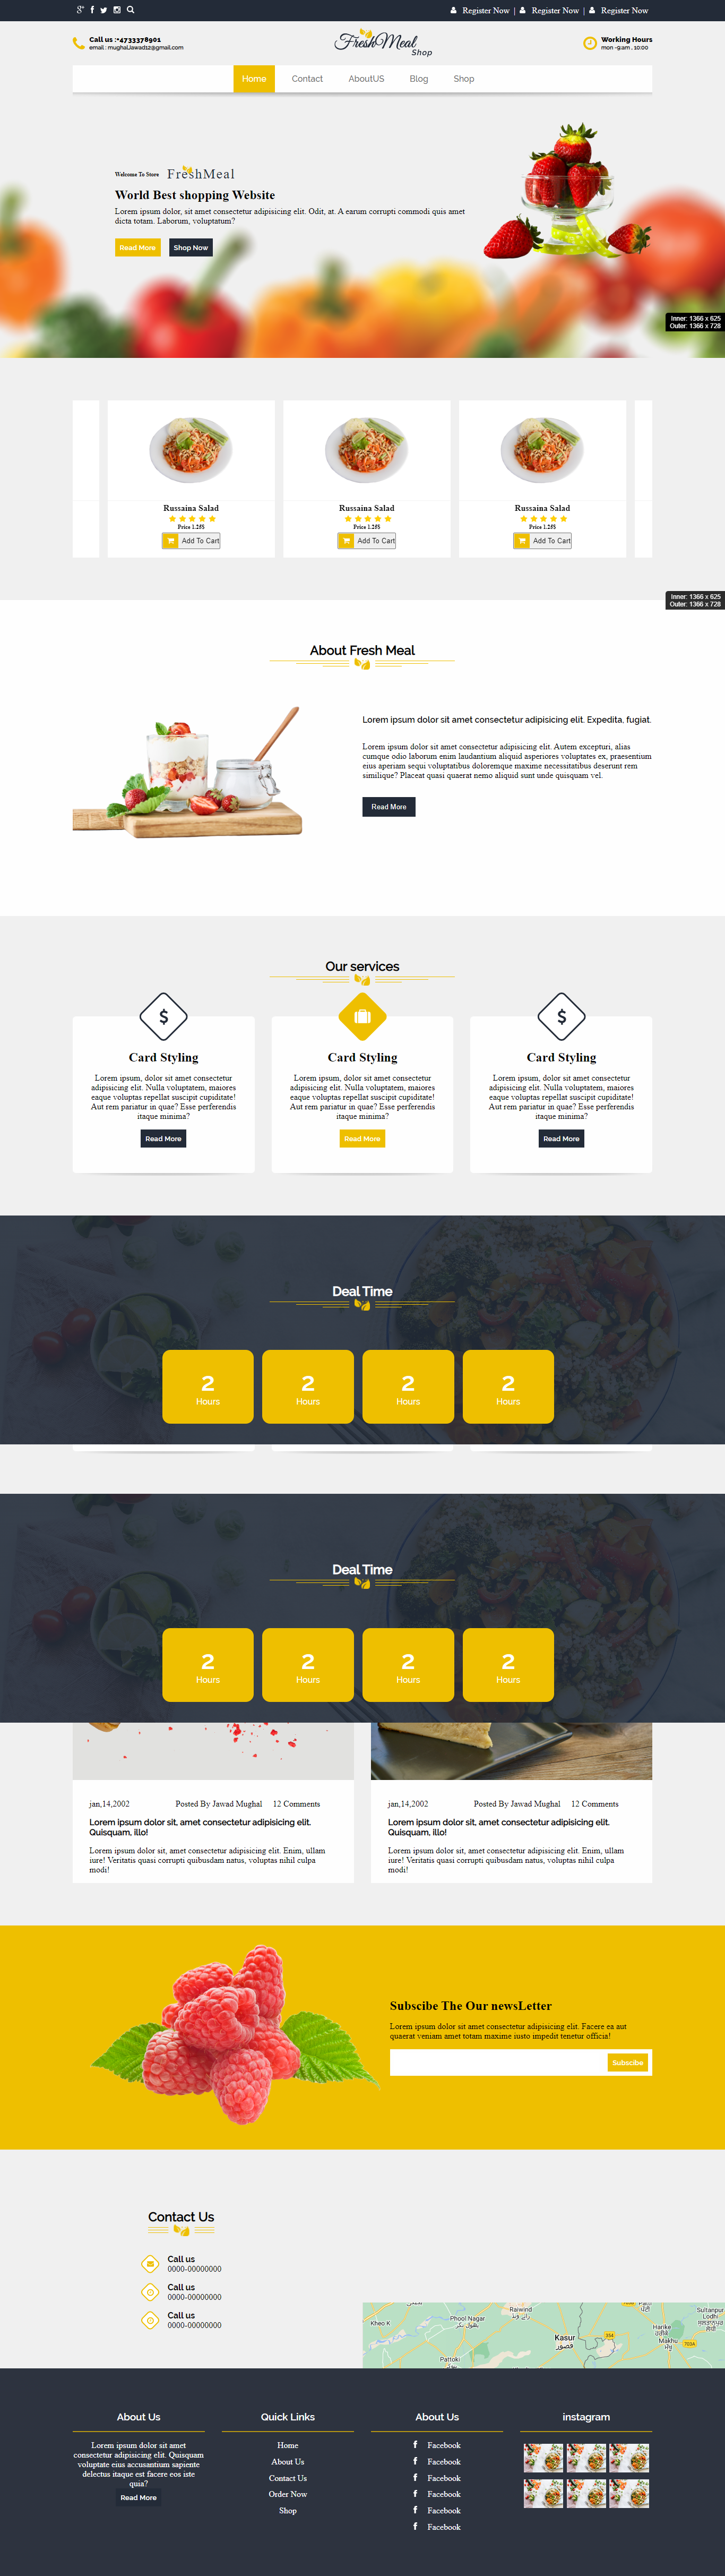 Register Now | Register Now | Register Now
Call us :+4733378901
email : mughal.jawad12@gmail.com
FreshMeal
Shop
Working Hours
mon -9:am , 10:00
Home
Contact
AboutUS
Blog
Shop
Welcome To Store
FreshMeal
World Best shopping Website
Lorem ipsum dolor, sit amet consectetur adipisicing elit. Odit, at. A earum corrupti commodi quis amet
dicta totam. Laborum, voluptatum?
Read More
Shop Now
Inner: 1366 x 625
Outer: 1366 x 728
Russaina Salad
Price 1.25$
Add To Cart
Russaina Salad
Price 1.25$
Add To Cart
Russaina Salad
Price 1.25$
Add To Cart
Inner: 1366 x 625
Outer: 1366 x 728
About Fresh Meal
Lorem ipsum dolor sit amet consectetur adipisicing elit. Expedita, fugiat.
Lorem ipsum dolor sit amet consectetur adipisicing elit. Autem excepturi, alias
cumque odio laborum enim laudantium aliquid asperiores voluptates ex, praesentium
eius aperiam sequi voluptatibus doloremque maxime necessitatibus deserunt rem
similique? Placeat quasi quaerat nemo aliquid sunt unde quisquam vel.
Read More
Our services
Card Styling
Lorem ipsum, dolor sit amet consectetur
adipisicing elit. Nulla voluptatem, maiores
eaque voluptas repellat suscipit cupiditate!
Aut rem pariatur in quae? Esse perferendis
itaque minima?
Read More
Card Styling
Lorem ipsum, dolor sit amet consectetur
adipisicing elit. Nulla voluptatem, maiores
eaque voluptas repellat suscipit cupiditate!
Aut rem pariatur in quae? Esse perferendis
itaque minima?
Read More
Card Styling
Lorem ipsum, dolor sit amet consectetur
adipisicing elit. Nulla voluptatem, maiores
eaque voluptas repellat suscipit cupiditate!
Aut rem pariatur in quae? Esse perferendis
itaque minima?
Read More
Deal Time
2 2 2 2
Hours Hours Hours Hours
Deal Time
2 2 2 2
Hours Hours Hours Hours
jan,14,2002 Posted By Jawad Mughal 12 Comments
Lorem ipsum dolor sit, amet consectetur adipisicing elit.
Quisquam, illo!
Lorem ipsum dolor sit, amet consectetur adipisicing elit. Enim, ullam
iure! Veritatis quasi corrupti quibusdam natus, voluptas nihil culpa
modi!
jan,14,2002 Posted By Jawad Mughal 12 Comments
Lorem ipsum dolor sit, amet consectetur adipisicing elit.
Quisquam, illo!
Lorem ipsum dolor sit, amet consectetur adipisicing elit. Enim, ullam
iure! Veritatis quasi corrupti quibusdam natus, voluptas nihil culpa
modi!
Subscibe The Our newsLetter
Lorem ipsum dolor sit amet consectetur adipisicing elit. Facere ea aut
quaerat veniam amet totam maxime iusto impedit tenetur officia!
Subscibe
Contact Us
Call us
0000-00000000
Call us
0000-00000000
Call us
0000-00000000
Kheo K
Phool Nagar
Raiwind
Pattoki
Kasur
قصور
354
Harike
Makhu
703A
Sultanpur
Lodhi
About Us
Lorem ipsum dolor sit amet
consectetur adipisicing elit. Quisquam
voluptate eius accusantium sapiente
delectus itaque est facere eos iste
quia?
Read More
Quick Links
Home
About Us
Contact Us
Order Now
Shop
About Us
Facebook
Facebook
Facebook
Facebook
Facebook
Facebook
instagram